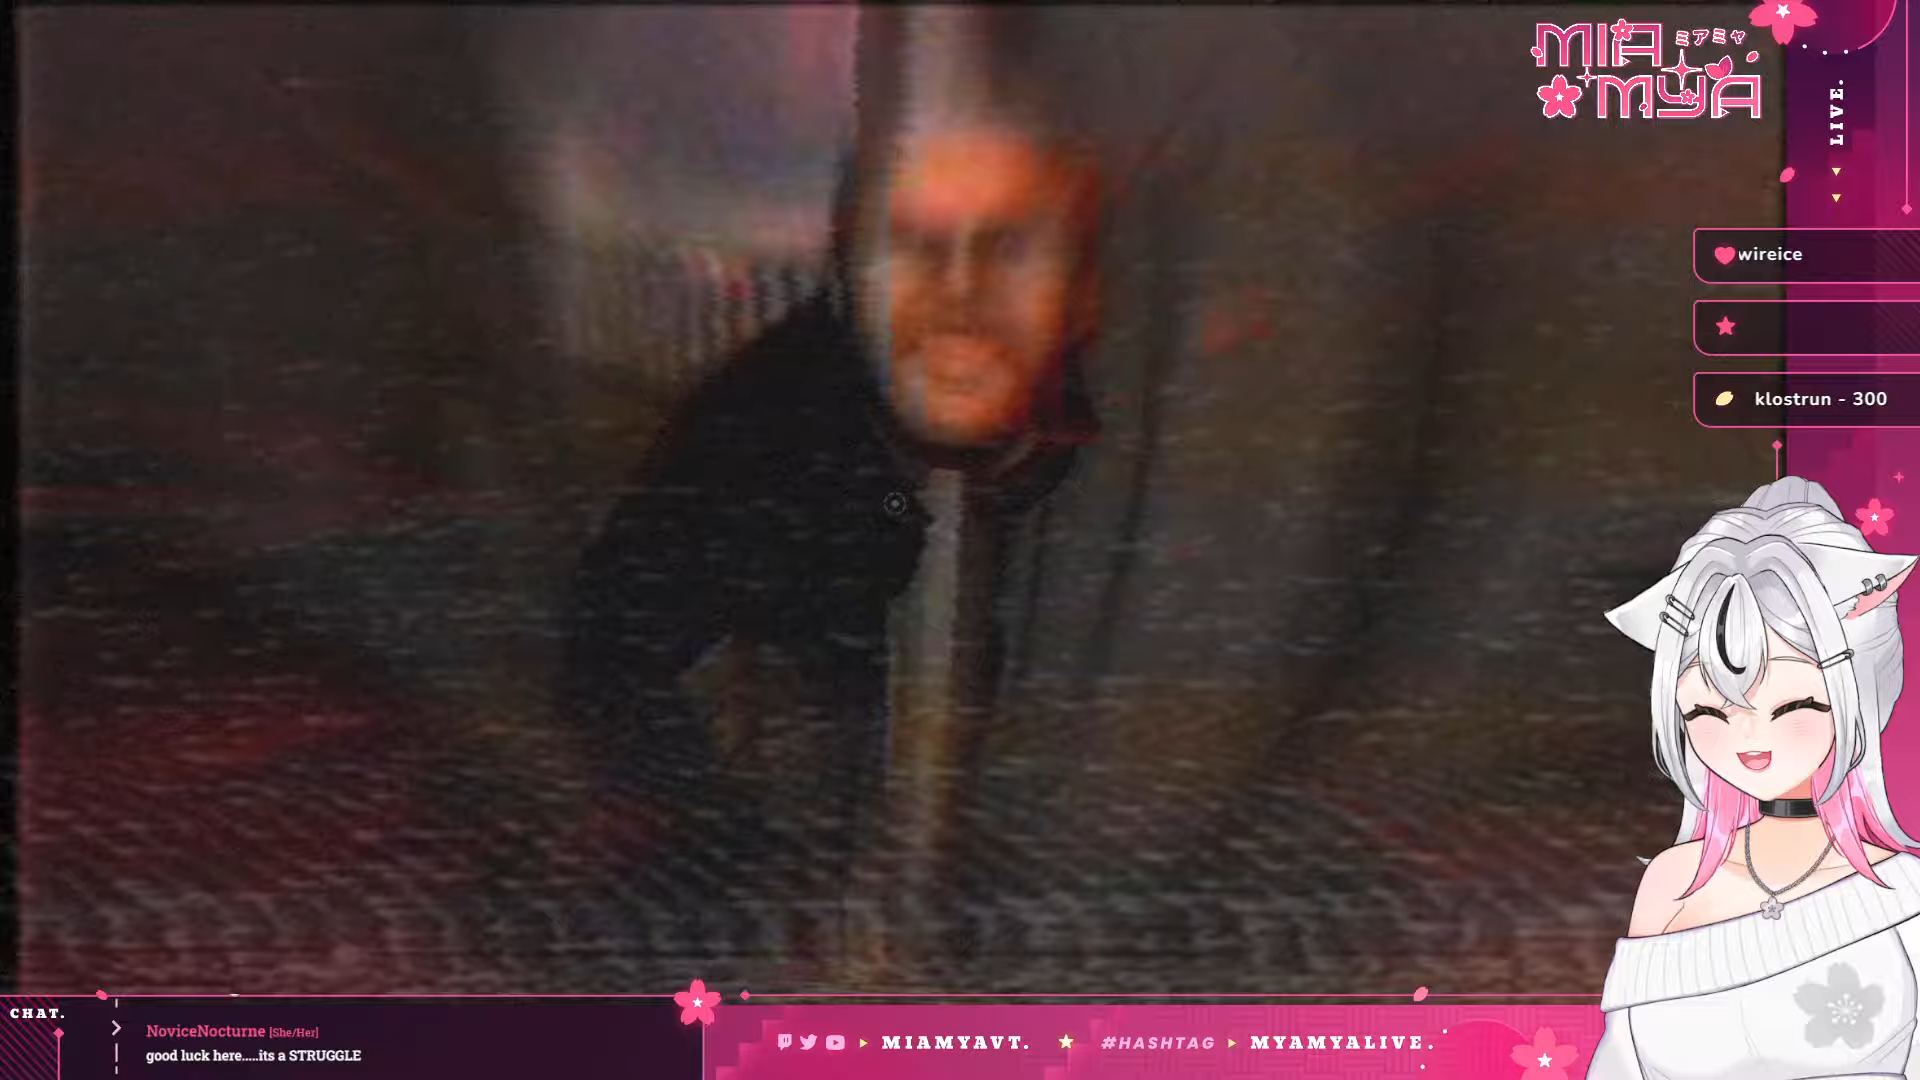 MIA ミアミャ
MYA
LIVE.
wireice
klostrun - 300
CHAT.
NoviceNocturne [She/Her]
good luck here.....its a STRUGGLE
MIAMYAVT.
#HASHTAG
MYAMYALIVE.